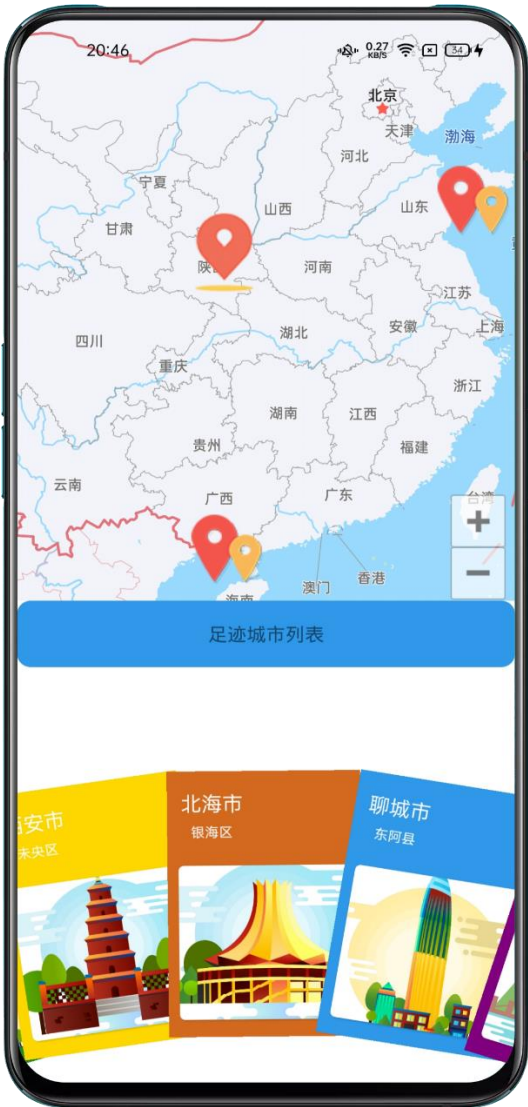 20:46
0.27
KB/S
34
北京
天津
渤海
河北
宁夏
山西
山东
甘肃
河南
江苏
四川
湖北
安徽
上海
重庆
浙江
湖南
江西
贵州
福建
云南
广西
广东
台湾
+
香港
澳门
−
海南
足迹城市列表
西安市
未央区
北海市
银海区
聊城市
东阿县